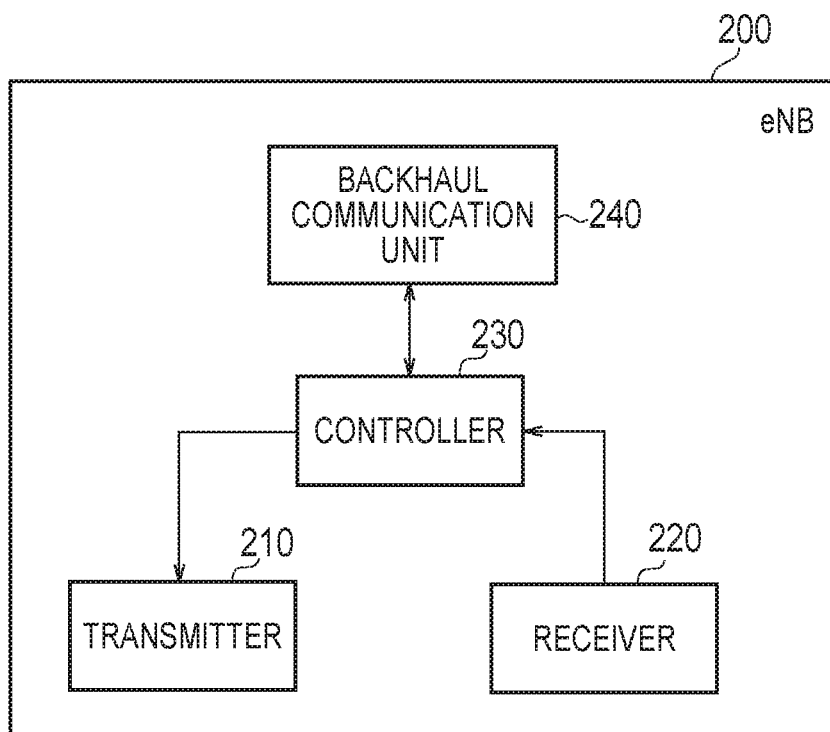 200
eNB
BACKHAUL
COMMUNICATION
UNIT
240
230
CONTROLLER
210
TRANSMITTER
220
RECEIVER